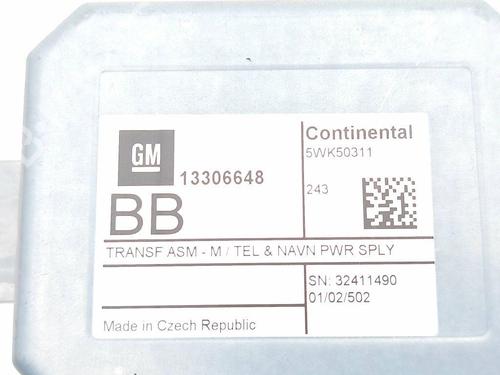 GM
13306648
BB
Continental
5WK50311
243
TRANSF ASM - M / TEL & NAVN PWR SPLY
SN: 32411490
01/02/502
Made in Czech Republic